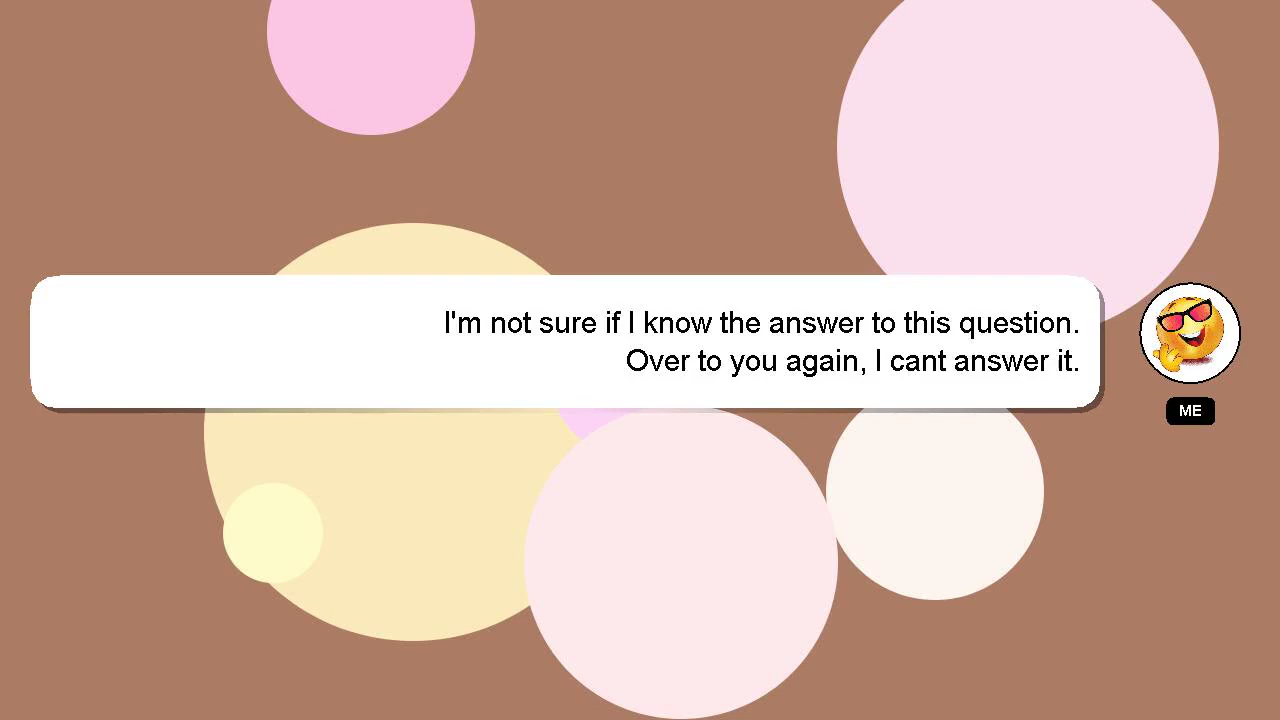 I'm not sure if I know the answer to this question.
Over to you again, I cant answer it.
ME